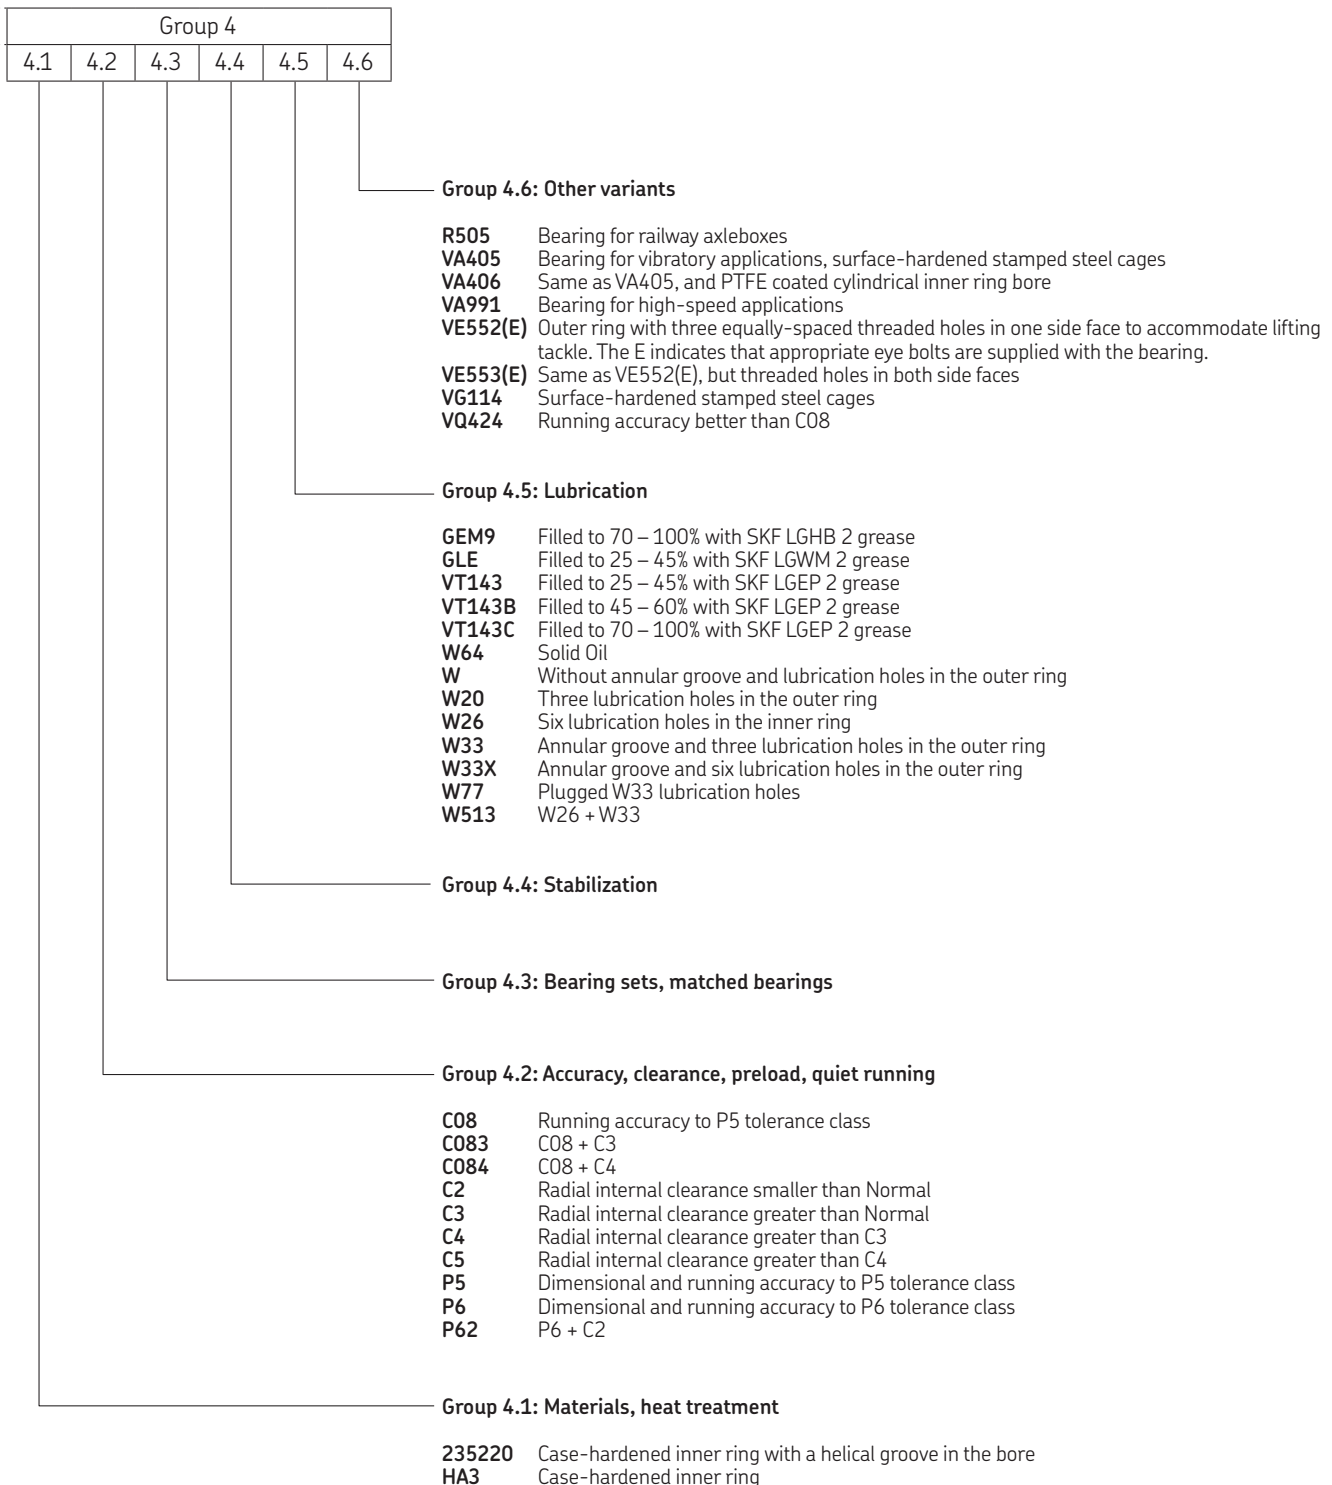 Group 4
4.1 4.2 4.3 4.4 4.5 4.6
Group 4.6: Other variants
R505 Bearing for railway axleboxes
VA405 Bearing for vibratory applications, surface-hardened stamped steel cages
VA406 Same as VA405, and PTFE coated cylindrical inner ring bore
VA991 Bearing for high-speed applications
VE552(E) Outer ring with three equally-spaced threaded holes in one side face to accommodate lifting
tackle. The E indicates that appropriate eye bolts are supplied with the bearing.
VE553(E) Same as VE552(E), but threaded holes in both side faces
VG114 Surface-hardened stamped steel cages
VQ424 Running accuracy better than C08
Group 4.5: Lubrication
GEM9 Filled to 70 – 100% with SKF LGHB 2 grease
GLE Filled to 25 – 45% with SKF LGWM 2 grease
VT143 Filled to 25 – 45% with SKF LGEP 2 grease
VT143B Filled to 45 – 60% with SKF LGEP 2 grease
VT143C Filled to 70 – 100% with SKF LGEP 2 grease
W64 Solid Oil
W Without annular groove and lubrication holes in the outer ring
W20 Three lubrication holes in the outer ring
W26 Six lubrication holes in the inner ring
W33 Annular groove and three lubrication holes in the outer ring
W33X Annular groove and six lubrication holes in the outer ring
W77 Plugged W33 lubrication holes
W513 W26 + W33
Group 4.4: Stabilization
Group 4.3: Bearing sets, matched bearings
Group 4.2: Accuracy, clearance, preload, quiet running
C08 Running accuracy to P5 tolerance class
C083 C08 + C3
C084 C08 + C4
C2 Radial internal clearance smaller than Normal
C3 Radial internal clearance greater than Normal
C4 Radial internal clearance greater than C3
C5 Radial internal clearance greater than C4
P5 Dimensional and running accuracy to P5 tolerance class
P6 Dimensional and running accuracy to P6 tolerance class
P62 P6 + C2
Group 4.1: Materials, heat treatment
235220 Case-hardened inner ring with a helical groove in the bore
HA3 Case-hardened inner ring